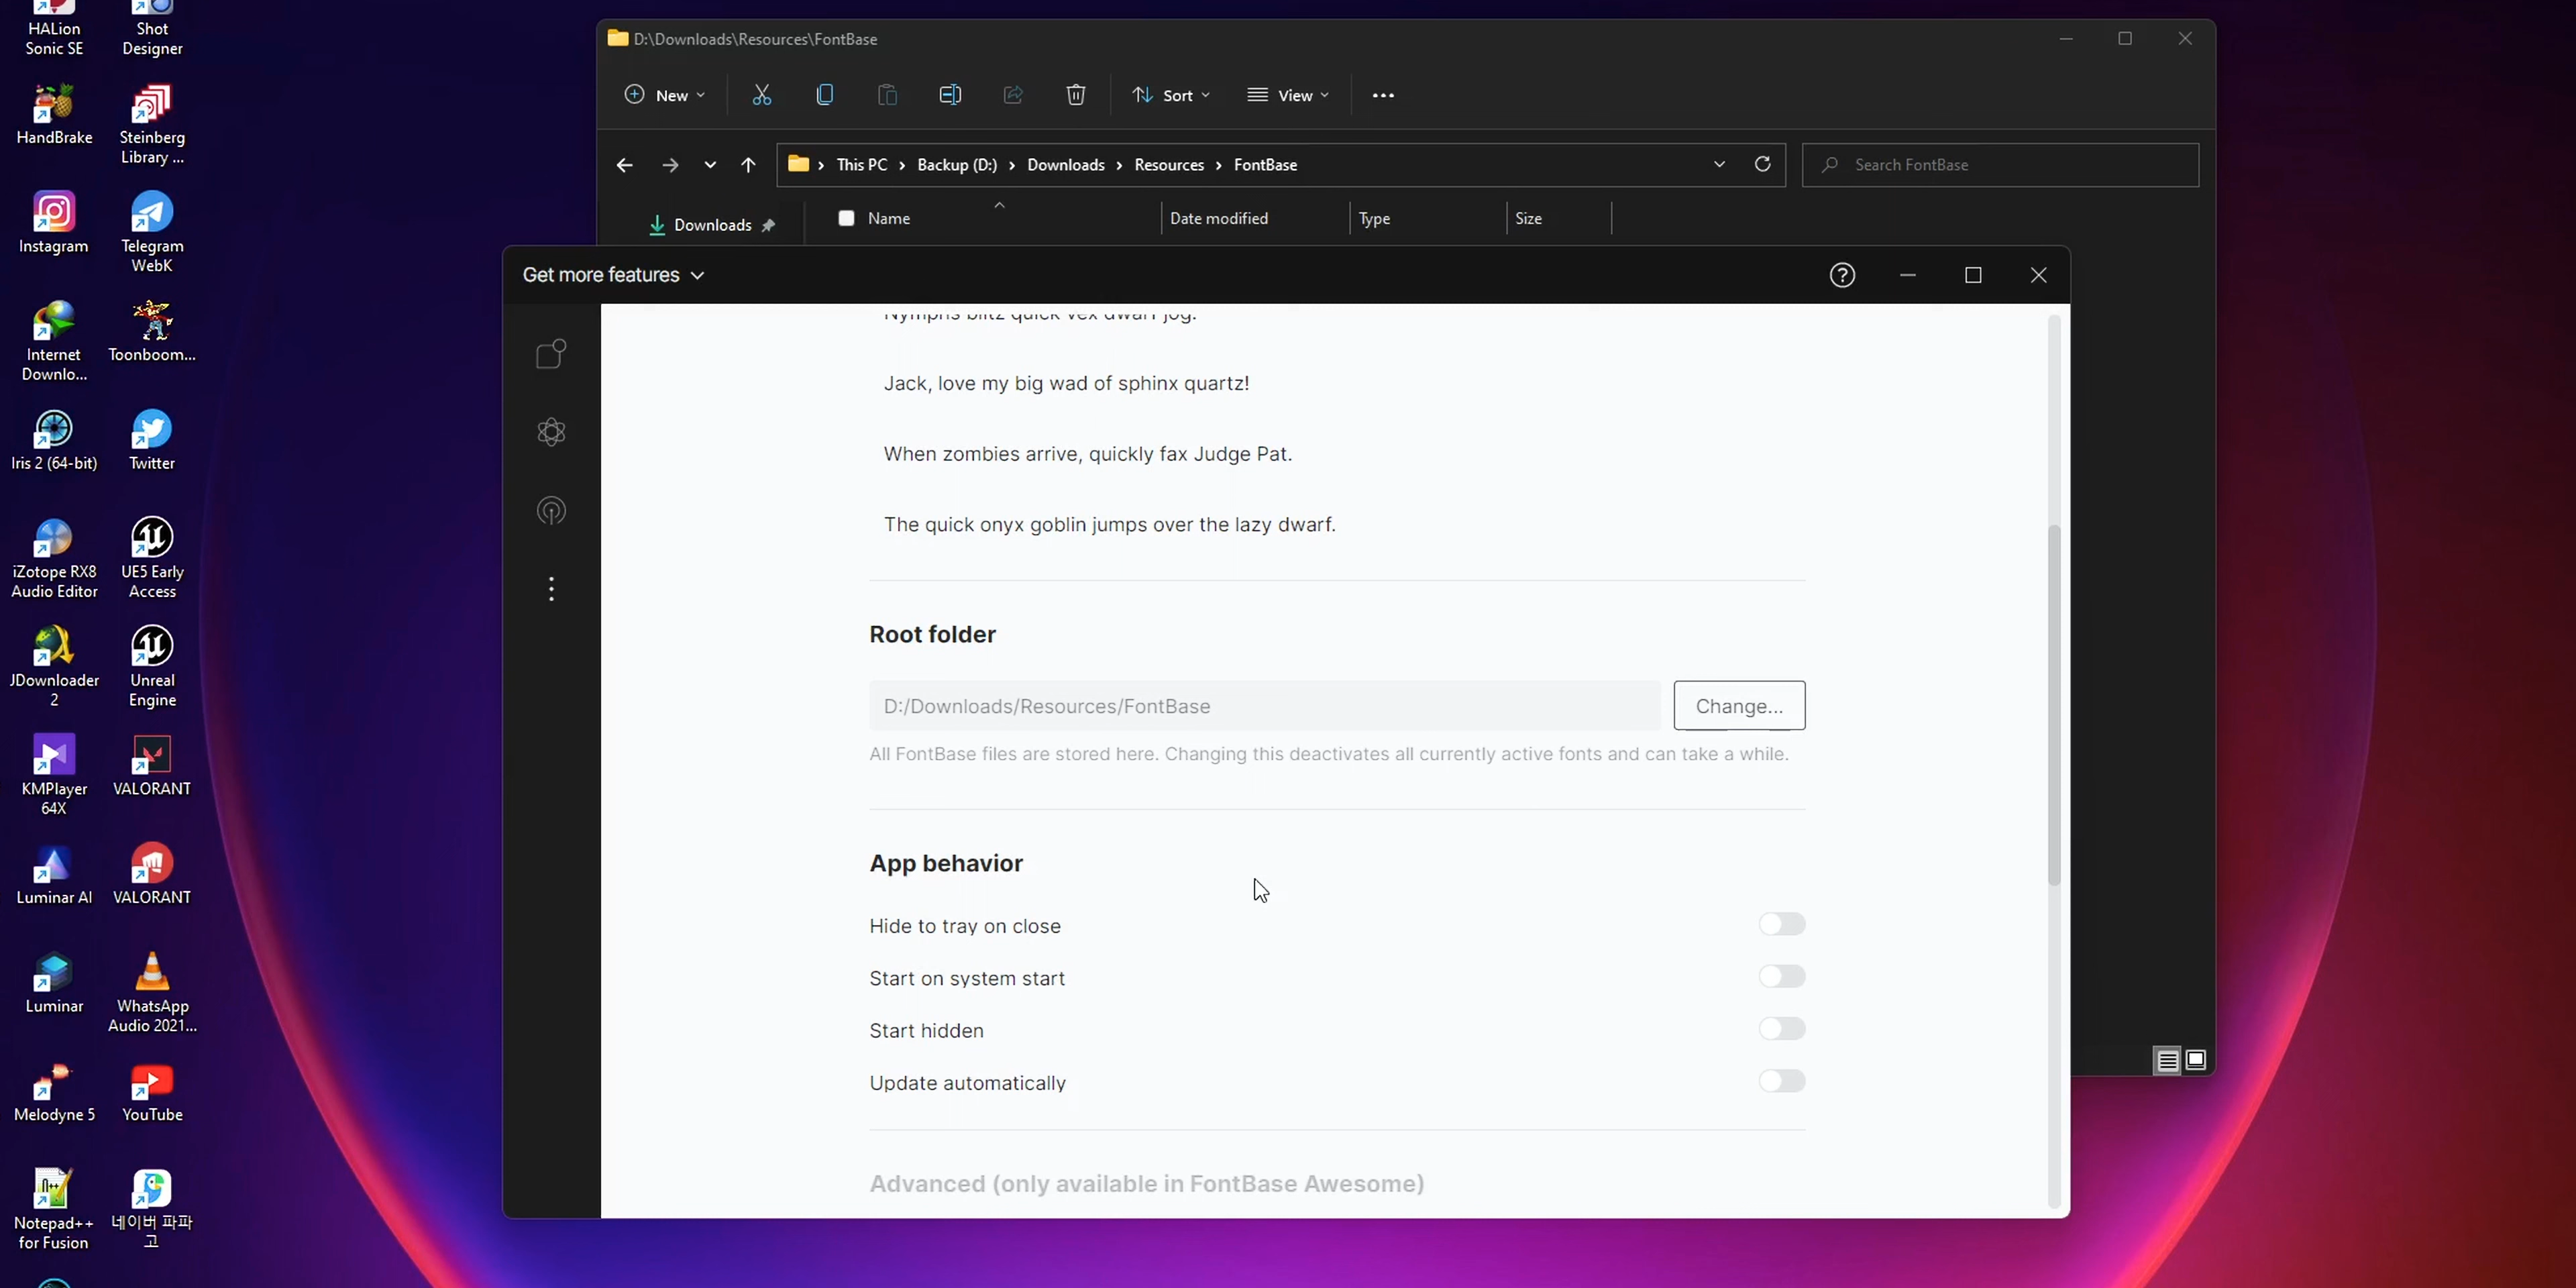 HALion
Sonic SE
Shot
Designer
HandBrake
Steinberg
Library ...
Instagram
Telegram
WebK
Internet
Downlo...
Toonboom...
Iris 2 (64-bit)
Twitter
iZotope RX8
Audio Editor
UE5 Early
Access
JDownloader
2
Unreal
Engine
KMPlayer
64X
VALORANT
Luminar AI
VALORANT
Luminar
WhatsApp
Audio 2021...
Melodyne 5
YouTube
Notepad++
for Fusion
네이버 파파
고
D:\Downloads\Resources\FontBase
New
Sort
View
This PC › Backup (D:) › Downloads › Resources › FontBase
Search FontBase
Downloads
Name
Date modified
Type
Size
Get more features
Nymphs blitz quick vex dwarf jog.
Jack, love my big wad of sphinx quartz!
When zombies arrive, quickly fax Judge Pat.
The quick onyx goblin jumps over the lazy dwarf.
Root folder
D:/Downloads/Resources/FontBase
Change...
All FontBase files are stored here. Changing this deactivates all currently active fonts and can take a while.
App behavior
Hide to tray on close
Start on system start
Start hidden
Update automatically
Advanced (only available in FontBase Awesome)